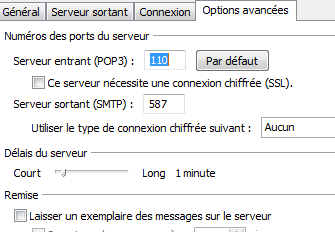 Général Serveur sortant Connexion Options avancées
Numéros des ports du serveur
Serveur entrant (POP3) : 110 Par défaut
Ce serveur nécessite une connexion chiffrée (SSL).
Serveur sortant (SMTP) : 587
Utiliser le type de connexion chiffrée suivant : Aucun
Délais du serveur
Court Long 1 minute
Remise
Laisser un exemplaire des messages sur le serveur